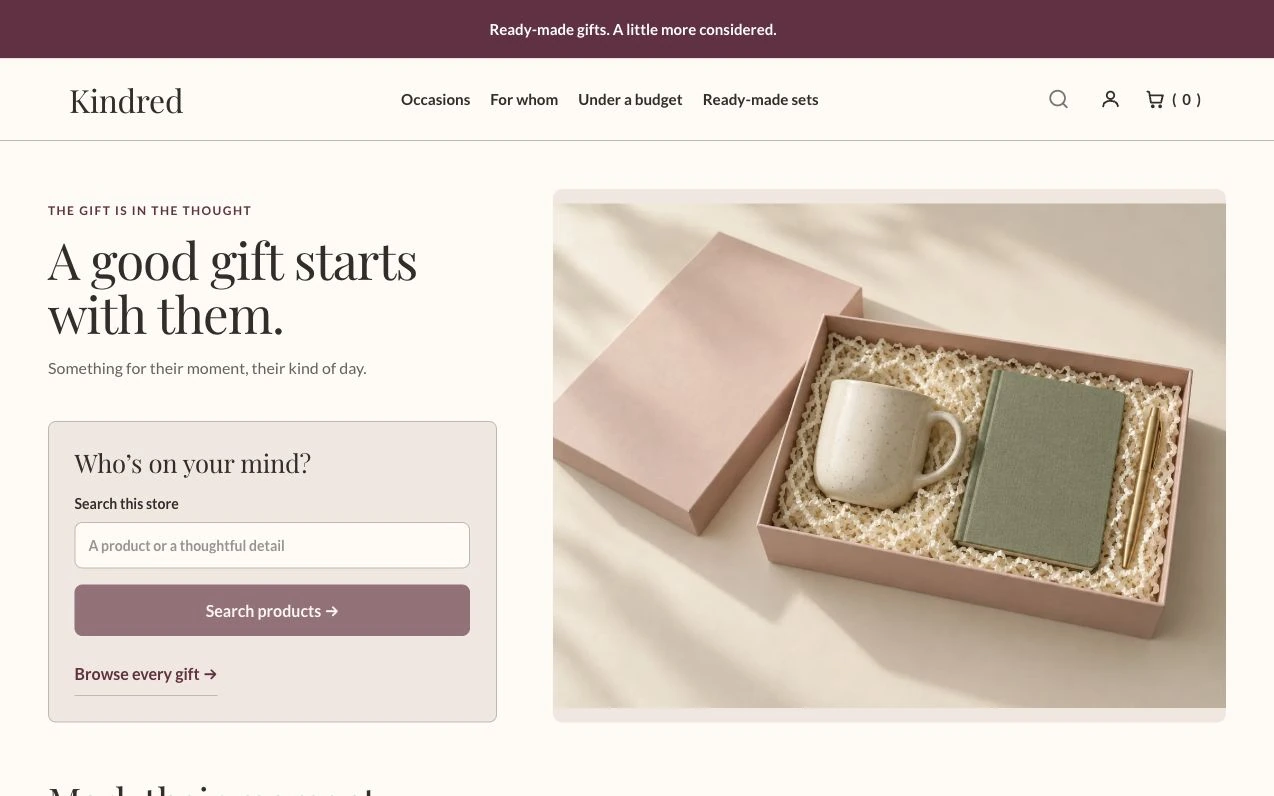 Ready-made gifts. A little more considered.
Kindred
Occasions
For whom
Under a budget
Ready-made sets
( 0 )
THE GIFT IS IN THE THOUGHT
A good gift starts
with them.
Something for their moment, their kind of day.
Who’s on your mind?
Search this store
A product or a thoughtful detail
Search products →
Browse every gift →